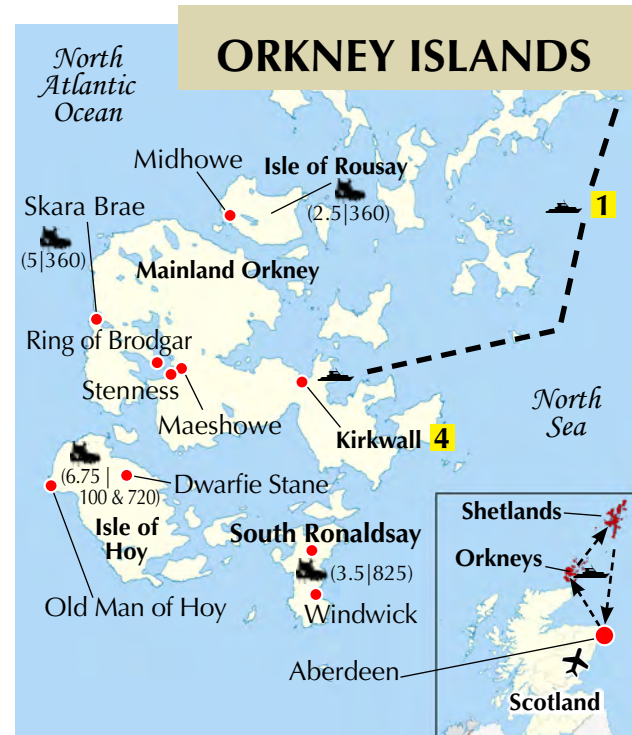 ORKNEY ISLANDS
North
Atlantic
Ocean
Midhowe
Isle of Rousay
(2.5|360)
1
Skara Brae
(5|360)
Mainland Orkney
Ring of Brodgar
Stenness
Maeshowe
Kirkwall 4
North
Sea
(6.75 |
100 & 720)
Dwarfie Stane
Isle of
Hoy
Old Man of Hoy
South Ronaldsay
(3.5|825)
Windwick
Shetlands
Orkneys
Aberdeen
Scotland